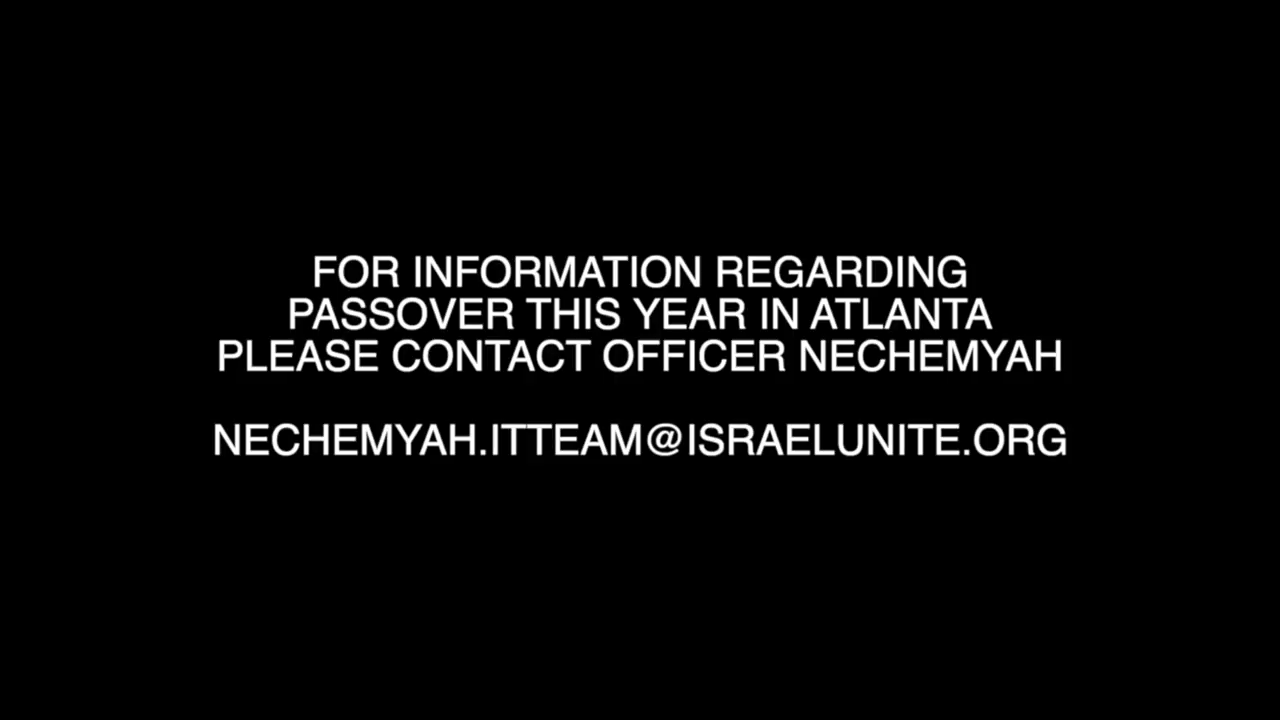 FOR INFORMATION REGARDING
PASSOVER THIS YEAR IN ATLANTA
PLEASE CONTACT OFFICER NECHEMYAH
NECHEMYAH.ITTEAM@ISRAELUNITE.ORG